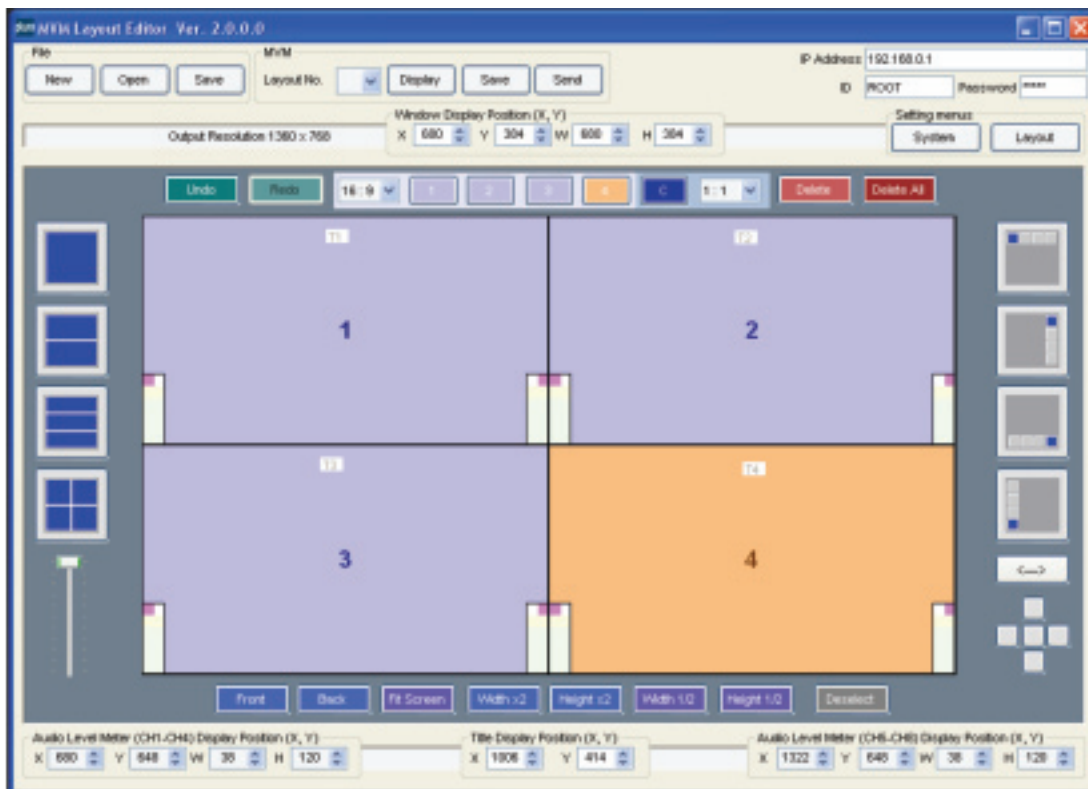 MVM Layout Editor Ver. 2.0.0.0
File
New Open Save
MVM
Layout No. Display Save Send
IP Address 192.168.0.1
ID ROOT Password ****
Output Resolution 1360 x 768
Window Display Position (X, Y)
X 680 Y 384 W 680 H 384
Setting menus
System Layout
Undo Redo 16:9 1 2 3 4 C 1:1 Delete Delete All
T1 T2
1 2
T3 T4
3 4
<--->
Front Back Fit Screen Width x2 Height x2 Width 1/2 Height 1/2 Deselect
Audio Level Meter (CH1-CH4) Display Position (X, Y)
X 680 Y 648 W 38 H 120
Title Display Position (X, Y)
X 1006 Y 414
Audio Level Meter (CH5-CH8) Display Position (X, Y)
X 1322 Y 648 W 38 H 120